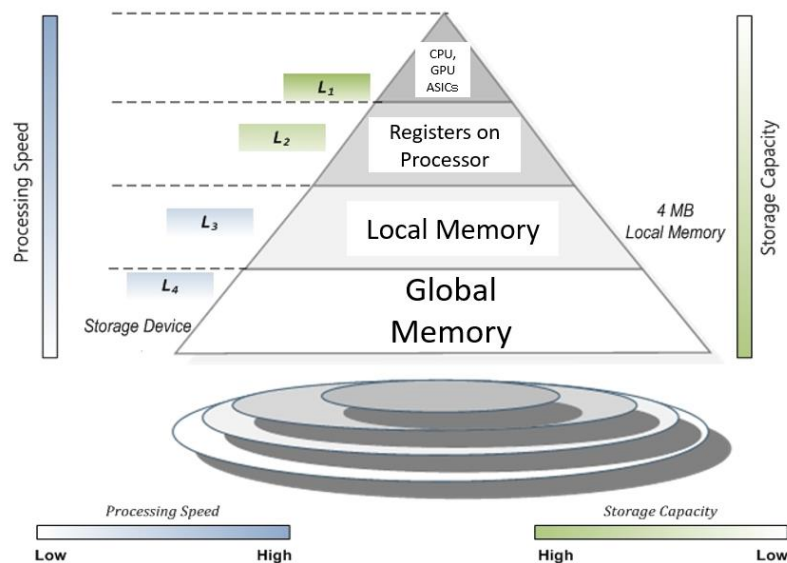 CPU,
GPU
ASICs
L1
L2
Registers on
Processor
Processing Speed
Storage Capacity
L3
Local Memory
4 MB
Local Memory
L4
Storage Device
Global
Memory
Processing Speed
Low High
Storage Capacity
High Low